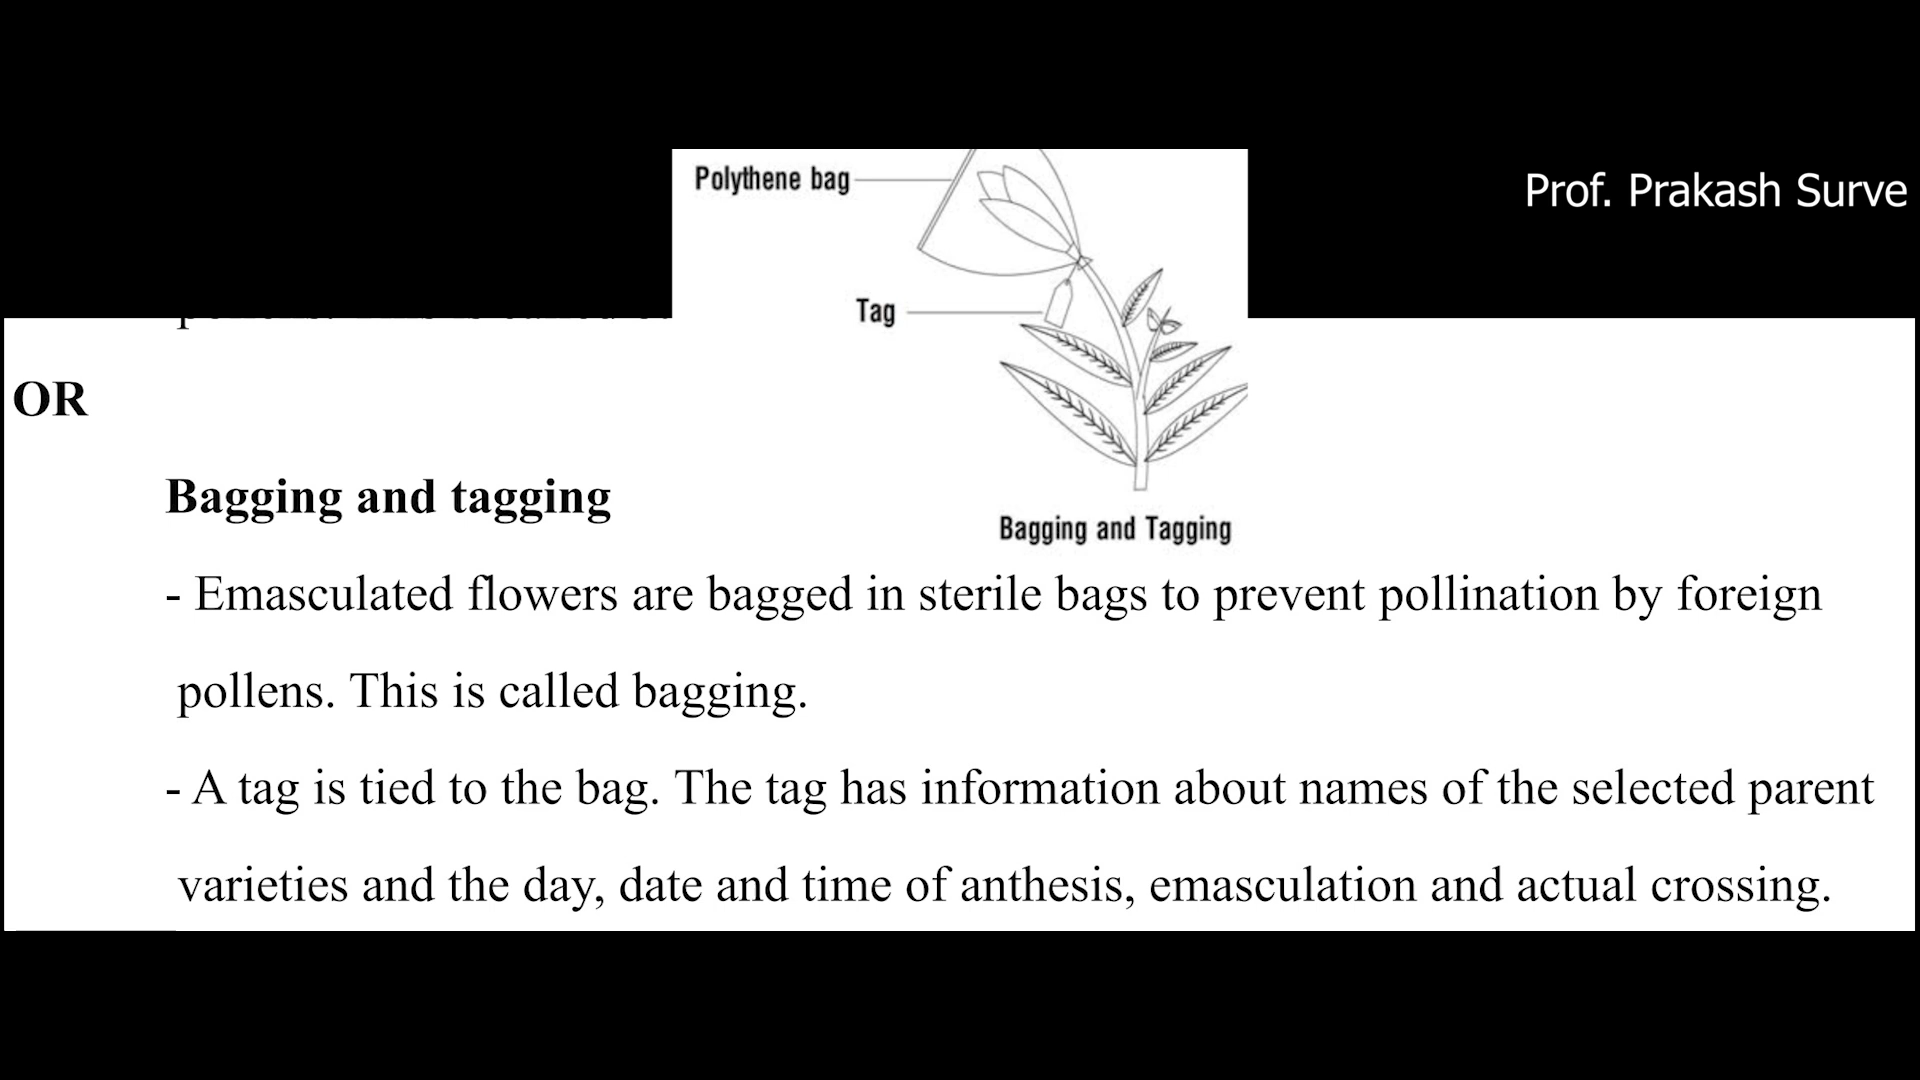 Polythene bag
Prof. Prakash Surve
Tag
OR
Bagging and tagging
Bagging and Tagging
- Emasculated flowers are bagged in sterile bags to prevent pollination by foreign
pollens. This is called bagging.
- A tag is tied to the bag. The tag has information about names of the selected parent
varieties and the day, date and time of anthesis, emasculation and actual crossing.